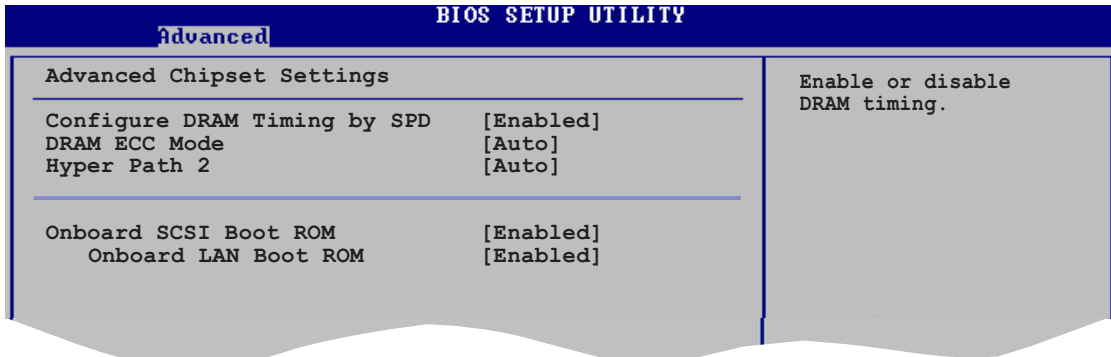 BIOS SETUP UTILITY
Advanced
Advanced Chipset Settings
Configure DRAM Timing by SPD [Enabled]
DRAM ECC Mode [Auto]
Hyper Path 2 [Auto]
Onboard SCSI Boot ROM [Enabled]
Onboard LAN Boot ROM [Enabled]
Enable or disable
DRAM timing.